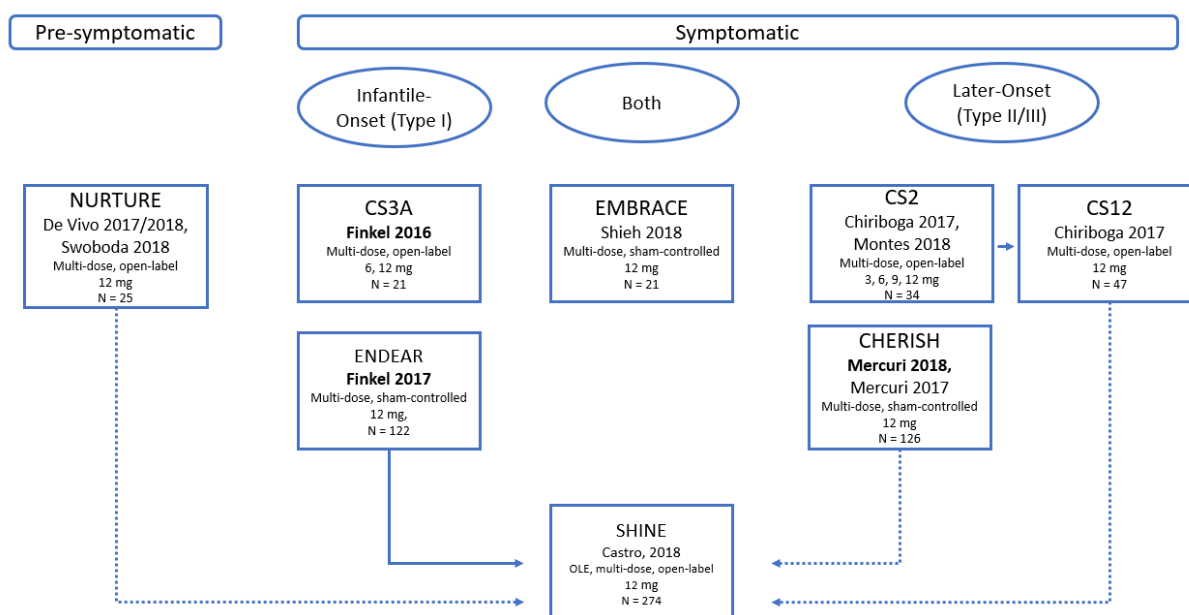 Pre-symptomatic
Symptomatic
Infantile-
Onset (Type I)
Both
Later-Onset
(Type II/III)
NURTURE
De Vivo 2017/2018,
Swoboda 2018
Multi-dose, open-label
12 mg
N = 25
CS3A
Finkel 2016
Multi-dose, open-label
6, 12 mg
N = 21
EMBRACE
Shieh 2018
Multi-dose, sham-controlled
12 mg
N = 21
CS2
Chiriboga 2017,
Montes 2018
Multi-dose, open-label
3, 6, 9, 12 mg
N = 34
CS12
Chiriboga 2017
Multi-dose, open-label
12 mg
N = 47
ENDEAR
Finkel 2017
Multi-dose, sham-controlled
12 mg,
N = 122
CHERISH
Mercuri 2018,
Mercuri 2017
Multi-dose, sham-controlled
12 mg
N = 126
SHINE
Castro, 2018
OLE, multi-dose, open-label
12 mg
N = 274